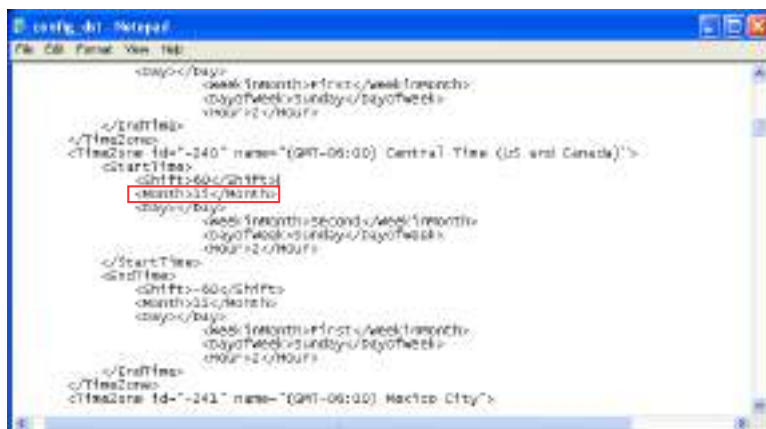 config_dst - Notepad
File Edit Format View Help
<Day></Day>
<WeekinMonth>First</WeekinMonth>
<DayofWeek>Sunday</DayofWeek>
<Hour>2</Hour>
</EndTime>
</TimeZone>
<TimeZone id="-240" name="(GMT-06:00) Central Time (US and Canada)">
<StartTime>
<Shift>60</Shift>
<Month>15</Month>
<Day></Day>
<WeekinMonth>Second</WeekinMonth>
<DayofWeek>Sunday</DayofWeek>
<Hour>2</Hour>
</StartTime>
<EndTime>
<Shift>-60</Shift>
<Month>15</Month>
<Day></Day>
<WeekinMonth>First</WeekinMonth>
<DayofWeek>Sunday</DayofWeek>
<Hour>2</Hour>
</EndTime>
</TimeZone>
<TimeZone id="-241" name="(GMT-06:00) Mexico City">